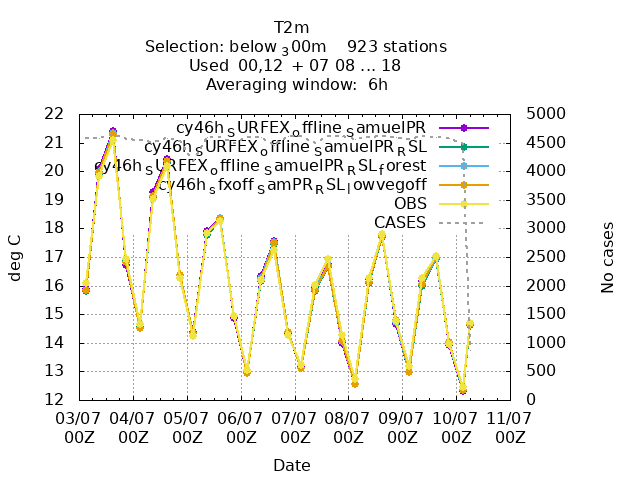 T2m
Selection: below 300m 923 stations
Used 00,12 + 07 08 ... 18
Averaging window: 6h
22 5000
cy46h_SURFEX_offline_SamuelPR
21 4500
cy46h_SURFEX_offline_SamuelPR_RSL
20 4000
cy46h_SURFEX_offline_SamuelPR_RSL_forest
cy46h_sfxoff_SamPR_RSL_lowvegoff
19 3500
OBS
18 3000
CASES
17 2500
16 2000
15 1500
14 1000
13 500
12 0
deg C
No cases
03/07 04/07 05/07 06/07 07/07 08/07 09/07 10/07 11/07
00Z 00Z 00Z 00Z 00Z 00Z 00Z 00Z 00Z
Date